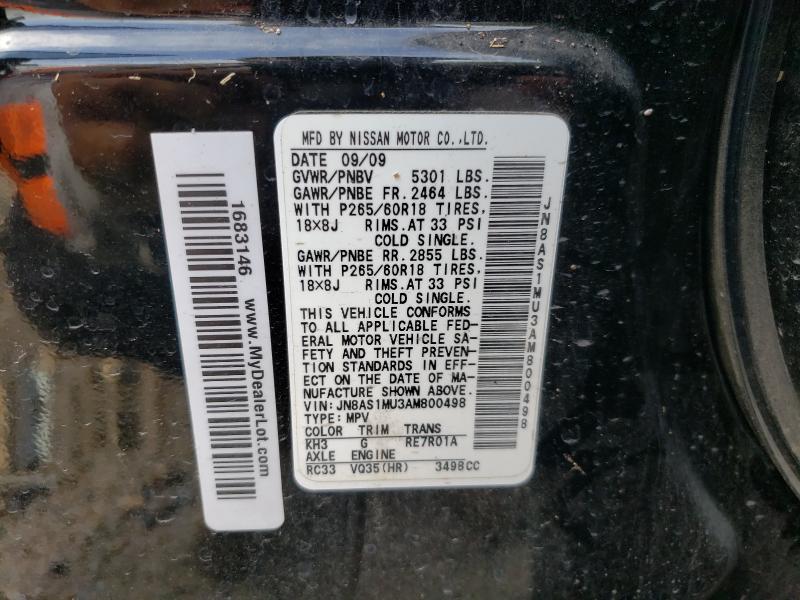 MFD BY NISSAN MOTOR CO.,LTD.
DATE 09/09
GVWR/PNBV 5301 LBS.
GAWR/PNBE FR. 2464 LBS.
WITH P265/60R18 TIRES,
18×8J RIMS.AT 33 PSI
COLD SINGLE.
GAWR/PNBE RR. 2855 LBS.
WITH P265/60R18 TIRES,
18×8J RIMS.AT 33 PSI
COLD SINGLE.
THIS VEHICLE CONFORMS
TO ALL APPLICABLE FED-
ERAL MOTOR VEHICLE SA-
FETY AND THEFT PREVEN-
TION STANDARDS IN EFF-
ECT ON THE DATE OF MA-
NUFACTURE SHOWN ABOVE.
VIN: JN8AS1MU3AM800498
TYPE: MPV
COLOR TRIM TRANS
KH3 G RE7R01A
AXLE ENGINE
RC33 VQ35(HR) 3498CC
JN8AS1MU3AM800498
1683146 www.MyDealerLot.com